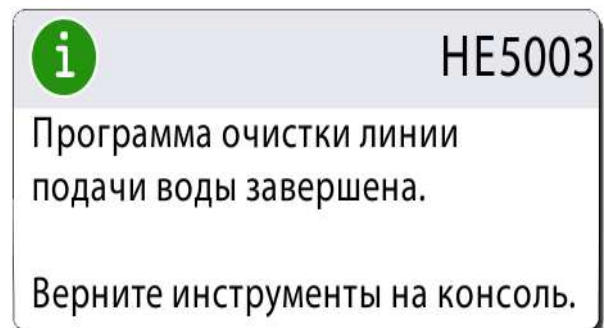 i
HE5003
Программа очистки линии
подачи воды завершена.
Верните инструменты на консоль.